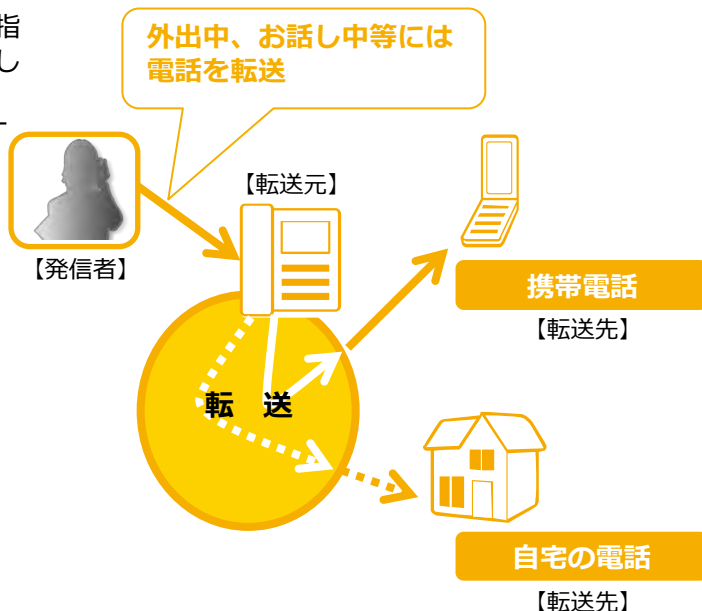 指
し
外出中、お話し中等には
電話を転送
【転送元】
【発信者】
携帯電話
【転送先】
転 送
自宅の電話
【転送先】